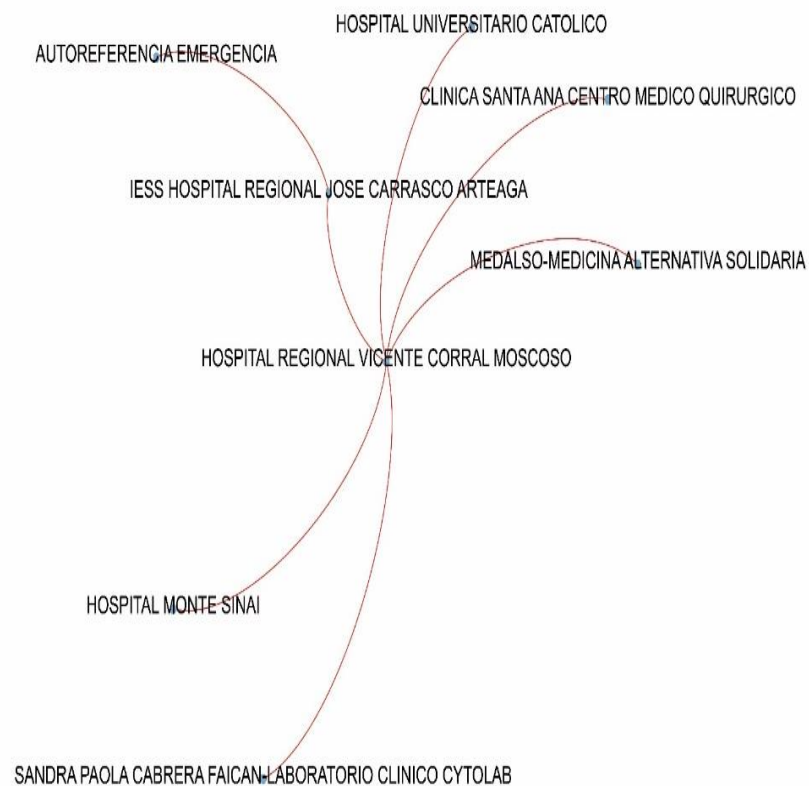 HOSPITAL UNIVERSITARIO CATOLICO
AUTOREFERENCIA EMERGENCIA
CLINICA SANTA ANA CENTRO MEDICO QUIRURGICO
IESS HOSPITAL REGIONAL JOSE CARRASCO ARTEAGA
MEDALSO-MEDICINA ALTERNATIVA SOLIDARIA
HOSPITAL REGIONAL VICENTE CORRAL MOSCOSO
HOSPITAL MONTE SINAI
SANDRA PAOLA CABRERA FAICAN-LABORATORIO CLINICO CYTOLAB